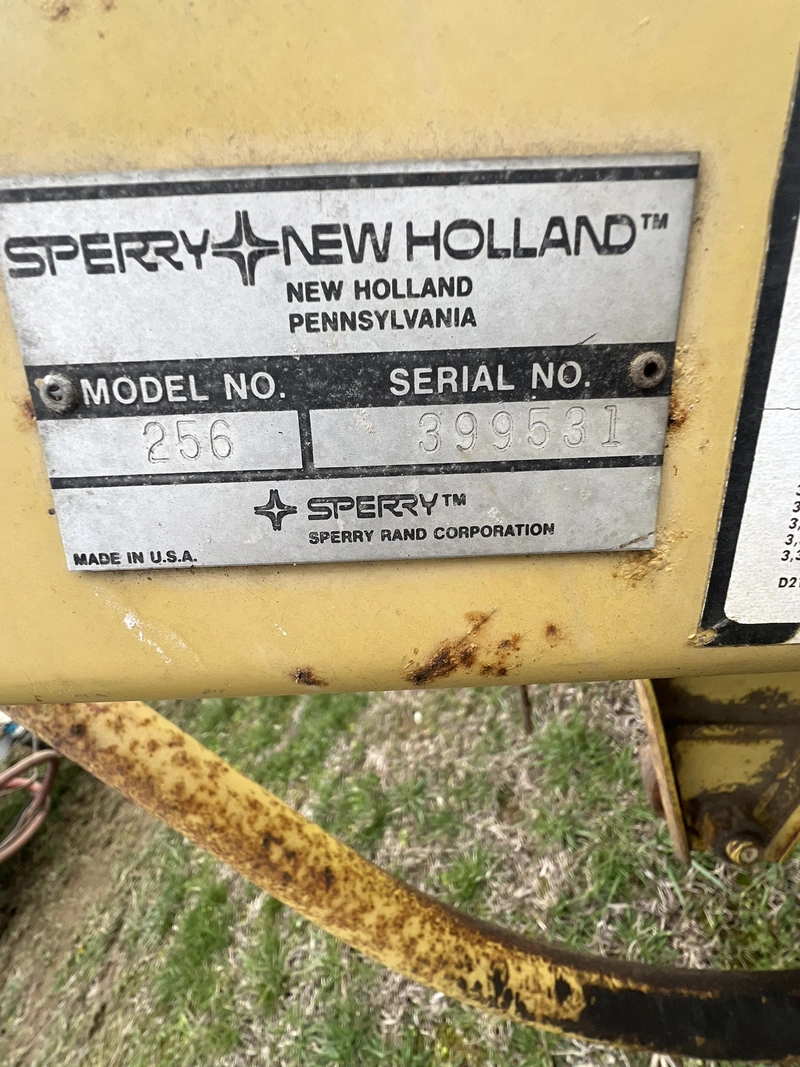 SPERRY NEW HOLLAND™
NEW HOLLAND
PENNSYLVANIA
MODEL NO. SERIAL NO.
256 399531
SPERRY™
SPERRY RAND CORPORATION
MADE IN U.S.A.